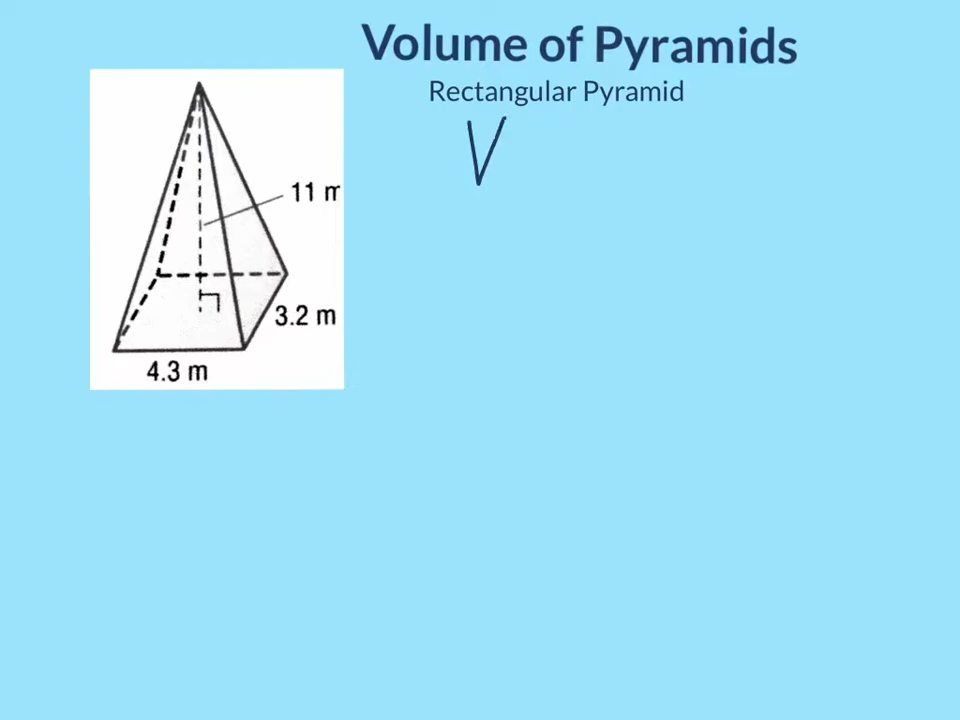 Volume of Pyramids
Rectangular Pyramid
V
11 m
3.2 m
4.3 m